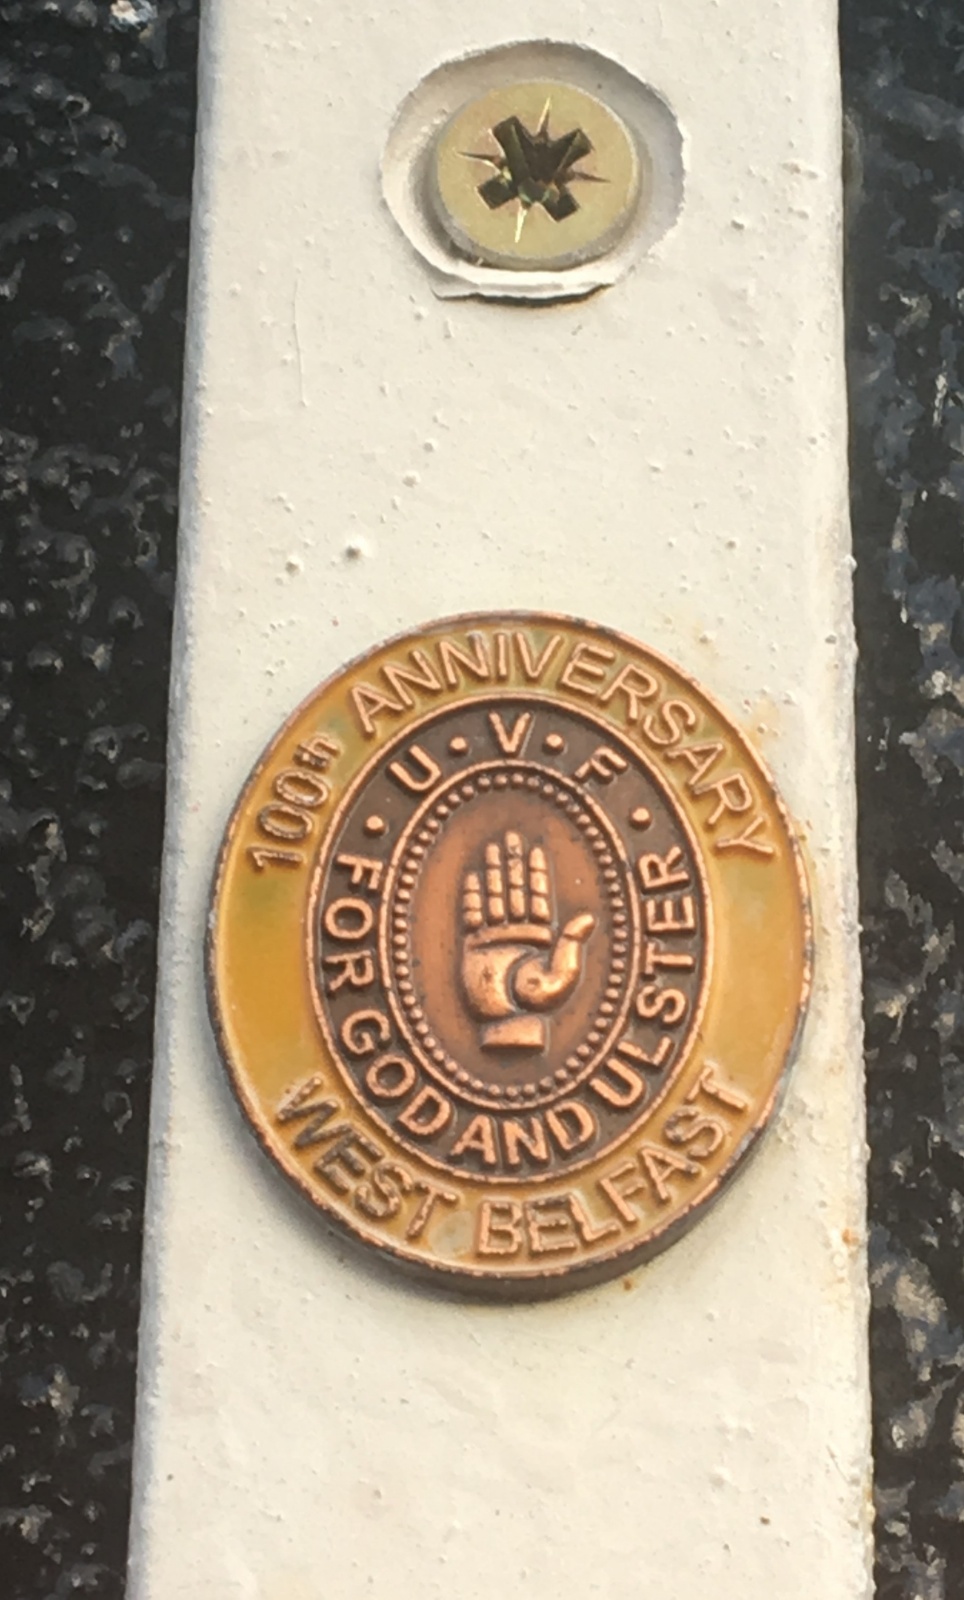 100th ANNIVERSARY
• U • V • F •
FOR GOD AND ULSTER
WEST BELFAST